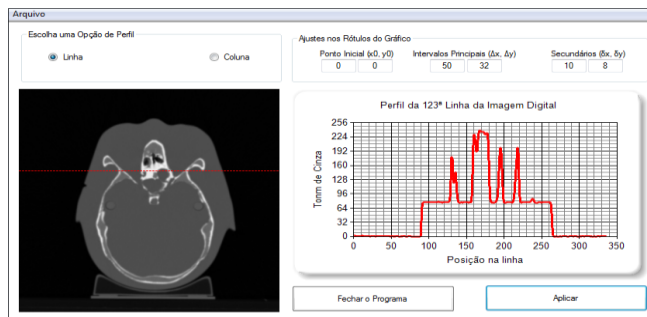 Arquivo
Escolha uma Opção de Perfil
Linha
Coluna
Ajustes nos Rótulos do Gráfico
Ponto Inicial (x0, y0)
Intervalos Principais (Δx, Δy)
Secundários (δx, δy)
0 0 50 32 10 8
Perfil da 123ª Linha da Imagem Digital
Tonm de Cinza
256
224
192
160
128
96
64
32
0
0 50 100 150 200 250 300 350
Posição na linha
Fechar o Programa
Aplicar